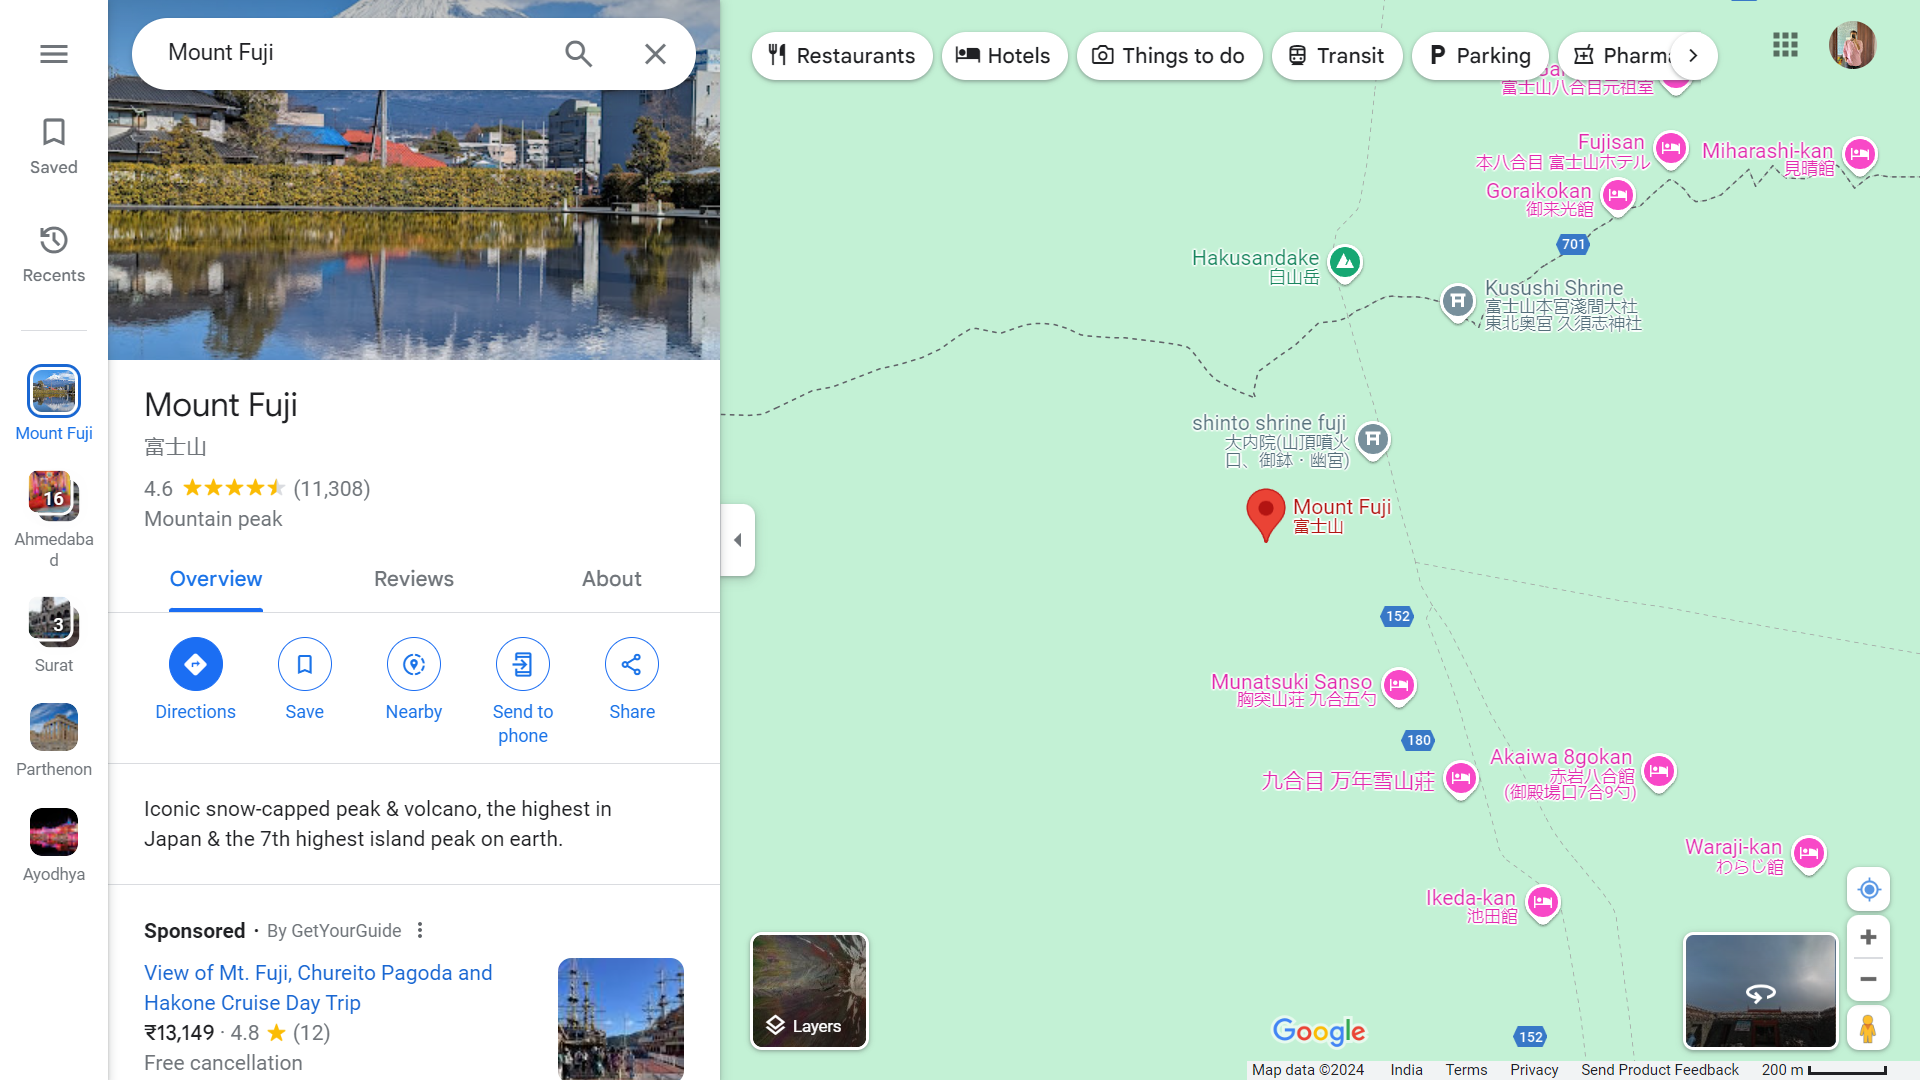 Mount Fuji
Saved
Recents
Mount Fuji
16
Ahmedaba
d
3
Surat
Parthenon
Ayodhya
Mount Fuji
富士山
4.6 (11,308)
Mountain peak
Overview
Reviews
About
Directions
Save
Nearby
Send to
phone
Share
Iconic snow-capped peak & volcano, the highest in
Japan & the 7th highest island peak on earth.
Sponsored · By GetYourGuide
View of Mt. Fuji, Chureito Pagoda and
Hakone Cruise Day Trip
₹13,149 · 4.8 (12)
Free cancellation
Restaurants
Hotels
Things to do
Transit
P Parking
Pharma
富士山八合目元祖室
Fujisan
本八合目 富士山ホテル
Miharashi-kan
見晴館
Goraikokan
御来光館
701
Hakusandake
白山岳
Kusushi Shrine
富士山本宮淺間大社
東北奥宮 久須志神社
shinto shrine fuji
大内院(山頂噴火
口、御鉢・幽宮)
Mount Fuji
富士山
152
Munatsuki Sanso
胸突山荘 九合五勺
180
九合目 万年雪山荘
Akaiwa 8gokan
赤岩八合館
(御殿場口7合9勺)
Waraji-kan
わらじ館
Ikeda-kan
池田館
Layers
Google
152
Map data ©2024
India
Terms
Privacy
Send Product Feedback
200 m